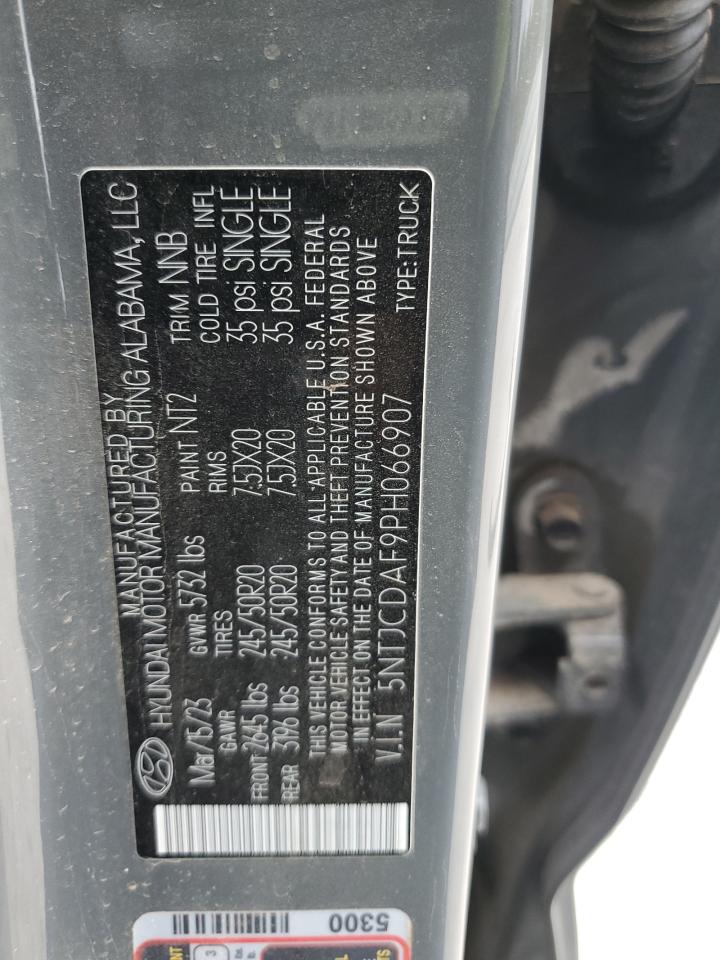 MANUFACTURED BY
HYUNDAI MOTOR MANUFACTURING ALABAMA, LLC
Mar/15/23 GVWR 5732 lbs PAINT NT2 TRIM NNB
GAWR TIRES RIMS COLD TIRE INFL
FRONT 2645 lbs 245/50R20 7.5JX20 35 psi SINGLE
REAR 3196 lbs 245/50R20 7.5JX20 35 psi SINGLE
THIS VEHICLE CONFORMS TO ALL APPLICABLE U.S.A. FEDERAL
MOTOR VEHICLE SAFETY AND THEFT PREVENTION STANDARDS
IN EFFECT ON THE DATE OF MANUFACTURE SHOWN ABOVE
V.I.N 5NTJCDAF9PH066907 TYPE:TRUCK
5300